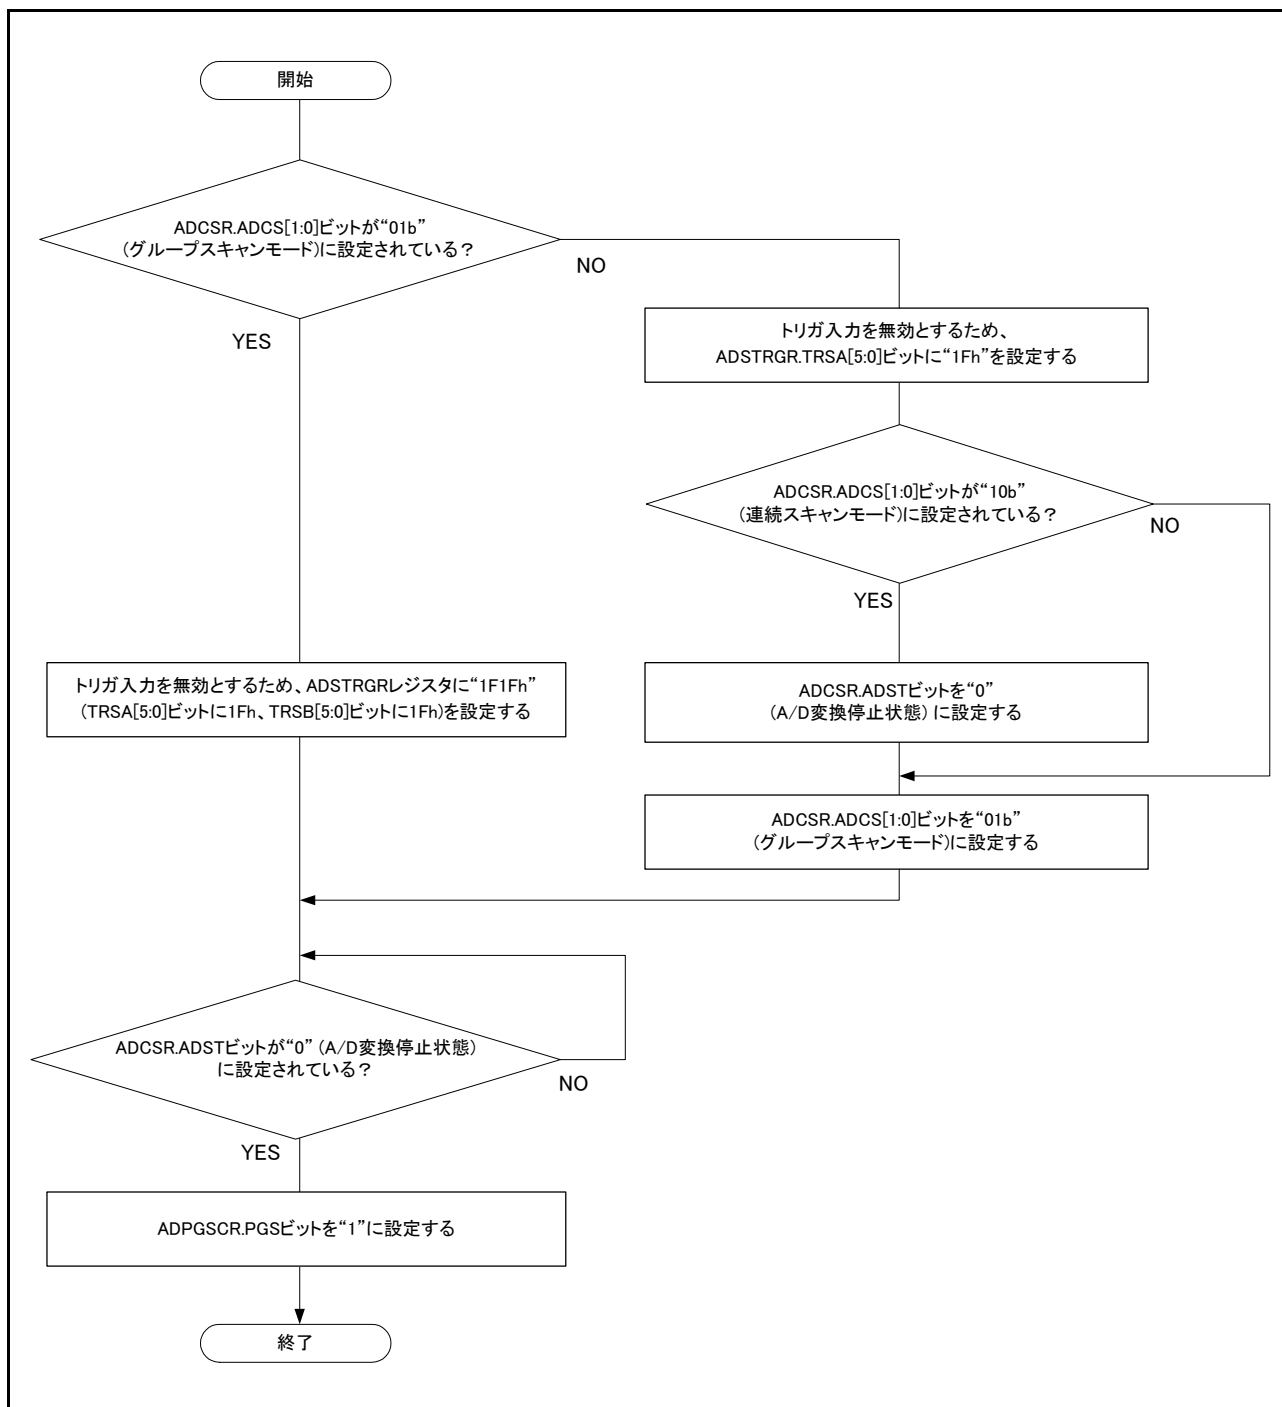 開始
ADCSR.ADCS[1:0]ビットが“01b”
(グループスキャンモード)に設定されている？
NO
YES
トリガ入力を無効とするため、
ADSTRGR.TRSA[5:0]ビットに“1Fh”を設定する
ADCSR.ADCS[1:0]ビットが“10b”
(連続スキャンモード)に設定されている？
NO
YES
トリガ入力を無効とするため、ADSTRGRレジスタに“1F1Fh”
(TRSA[5:0]ビットに1Fh、TRSB[5:0]ビットに1Fh)を設定する
ADCSR.ADSTビットを“0”
(A/D変換停止状態) に設定する
ADCSR.ADCS[1:0]ビットを“01b”
(グループスキャンモード)に設定する
ADCSR.ADSTビットが“0” (A/D変換停止状態)
に設定されている？
NO
YES
ADPGSCR.PGSビットを“1”に設定する
終了